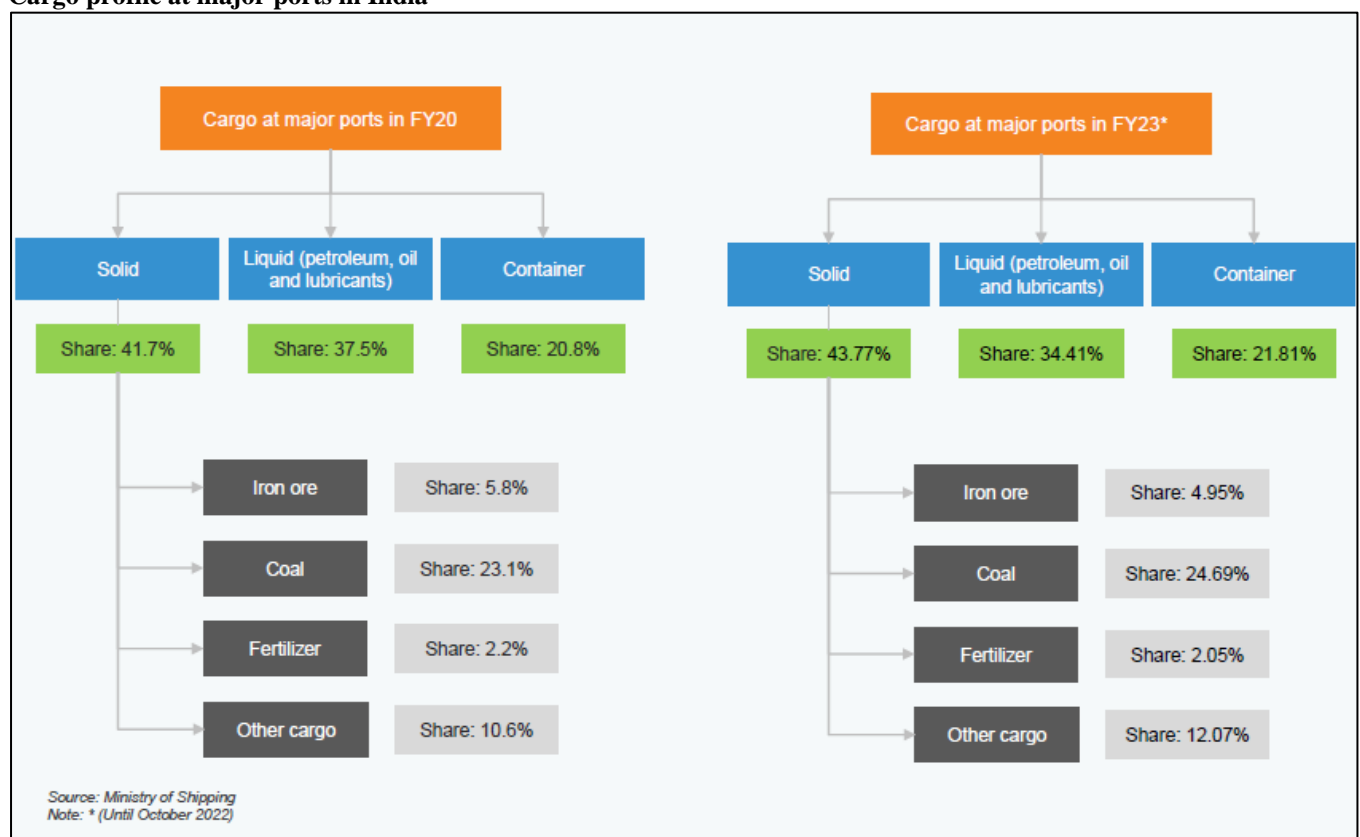 Cargo profile at major ports in India
Cargo at major ports in FY20
Solid
Liquid (petroleum, oil
and lubricants)
Container
Share: 41.7%
Share: 37.5%
Share: 20.8%
Iron ore
Share: 5.8%
Coal
Share: 23.1%
Fertilizer
Share: 2.2%
Other cargo
Share: 10.6%
Cargo at major ports in FY23*
Solid
Liquid (petroleum, oil
and lubricants)
Container
Share: 43.77%
Share: 34.41%
Share: 21.81%
Iron ore
Share: 4.95%
Coal
Share: 24.69%
Fertilizer
Share: 2.05%
Other cargo
Share: 12.07%
Source: Ministry of Shipping
Note: * (Until October 2022)